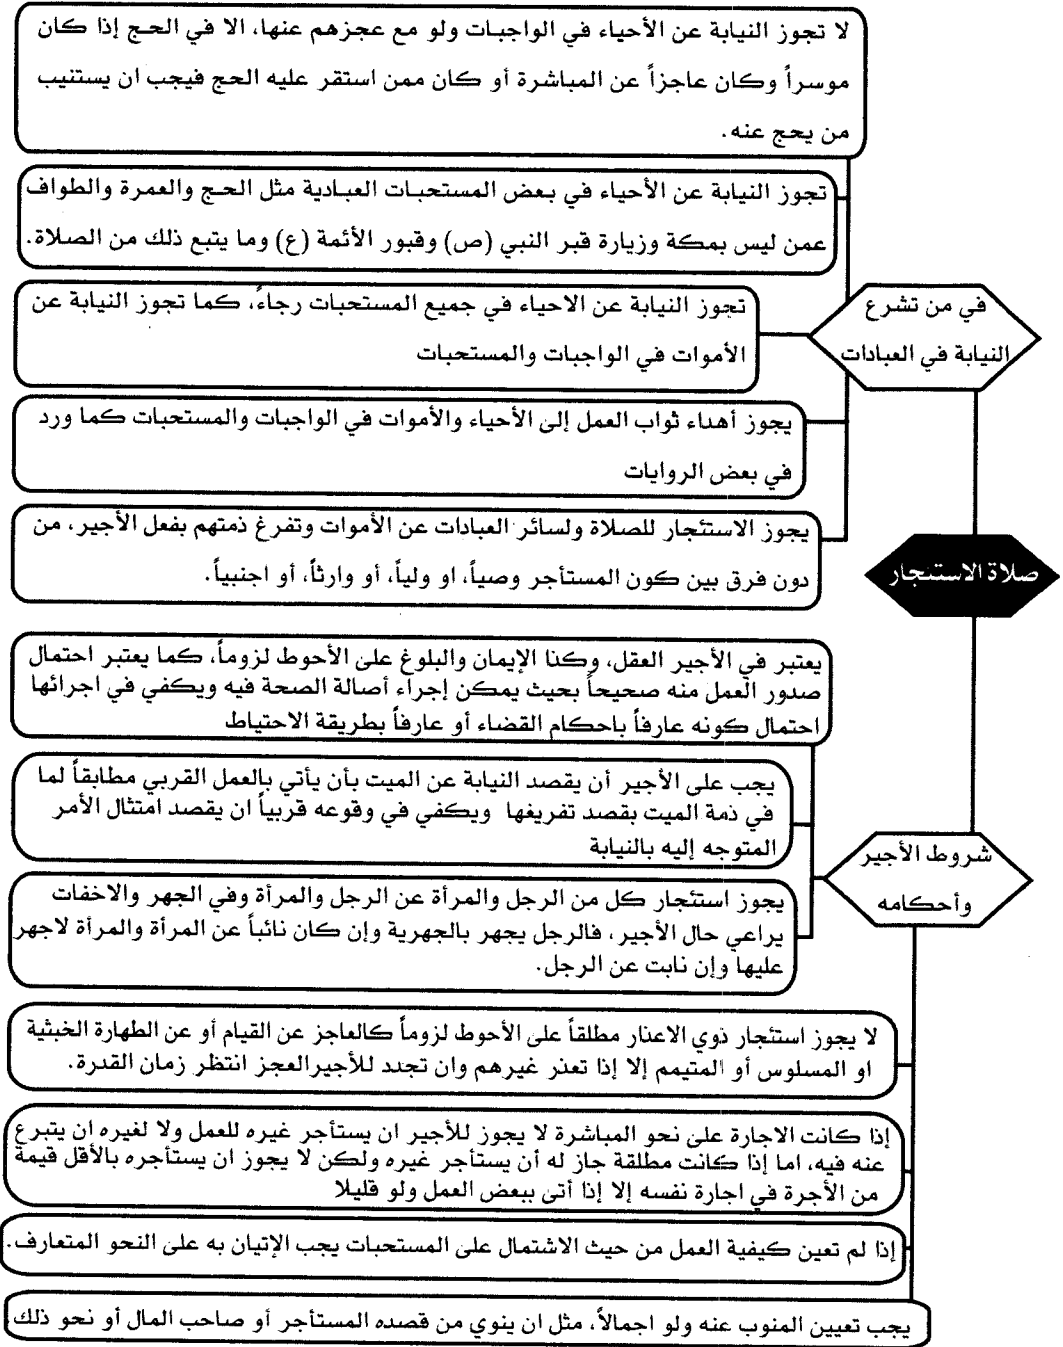 صلاة الاستئجار
في من تشرع
النيابة في العبادات
لا تجوز النيابة عن الأحياء في الواجبات ولو مع عجزهم عنها، الا في الحج إذا كان
موسراً وكان عاجزاً عن المباشرة أو كان ممن استقر عليه الحج فيجب ان يستنيب
من يحج عنه.
تجوز النيابة عن الأحياء في بعض المستحبات العبادية مثل الحج والعمرة والطواف
عمن ليس بمكة وزيارة قبر النبي (ص) وقبور الأئمة (ع) وما يتبع ذلك من الصلاة.
تجوز النيابة عن الاحياء في جميع المستحبات رجاءً، كما تجوز النيابة عن
الأموات في الواجبات والمستحبات
يجوز أهداء ثواب العمل إلى الأحياء والأموات في الواجبات والمستحبات كما ورد
في بعض الروايات
يجوز الاستئجار للصلاة ولسائر العبادات عن الأموات وتفرغ ذمتهم بفعل الأجير، من
دون فرق بين كون المستأجر وصياً، او ولياً، أو وارثاً، أو اجنبياً.
شروط الأجير
وأحكامه
يعتبر في الأجير العقل، وكذا الإيمان والبلوغ على الأحوط لزوماً، كما يعتبر احتمال
صدور العمل منه صحيحاً بحيث يمكن إجراء أصالة الصحة فيه ويكفي في اجرائها
احتمال كونه عارفاً باحكام القضاء أو عارفاً بطريقة الاحتياط
يجب على الأجير أن يقصد النيابة عن الميت بأن يأتي بالعمل القربي مطابقاً لما
في ذمة الميت بقصد تفريغها ويكفي في وقوعه قربياً ان يقصد امتثال الأمر
المتوجه إليه بالنيابة
يجوز استئجار كل من الرجل والمرأة عن الرجل والمرأة وفي الجهر والاخفات
يراعي حال الأجير، فالرجل يجهر بالجهرية وإن كان نائباً عن المرأة والمرأة لاجهر
عليها وإن نابت عن الرجل.
لا يجوز استئجار ذوي الاعذار مطلقاً على الأحوط لزوماً كالعاجز عن القيام أو عن الطهارة الخبثية
او المسلوس أو المتيمم إلا إذا تعذر غيرهم وان تجدد للأجيرالعجز انتظر زمان القدرة.
إذا كانت الاجارة على نحو المباشرة لا يجوز للأجير ان يستأجر غيره للعمل ولا لغيره ان يتبرع
عنه فيه، اما إذا كانت مطلقة جاز له أن يستأجر غيره ولكن لا يجوز ان يستأجره بالأقل قيمة
من الأجرة في اجارة نفسه إلا إذا أتى ببعض العمل ولو قليلا
إذا لم تعين كيفية العمل من حيث الاشتمال على المستحبات يجب الإتيان به على النحو المتعارف.
يجب تعيين المنوب عنه ولو اجمالاً، مثل ان ينوي من قصده المستأجر أو صاحب المال أو نحو ذلك.